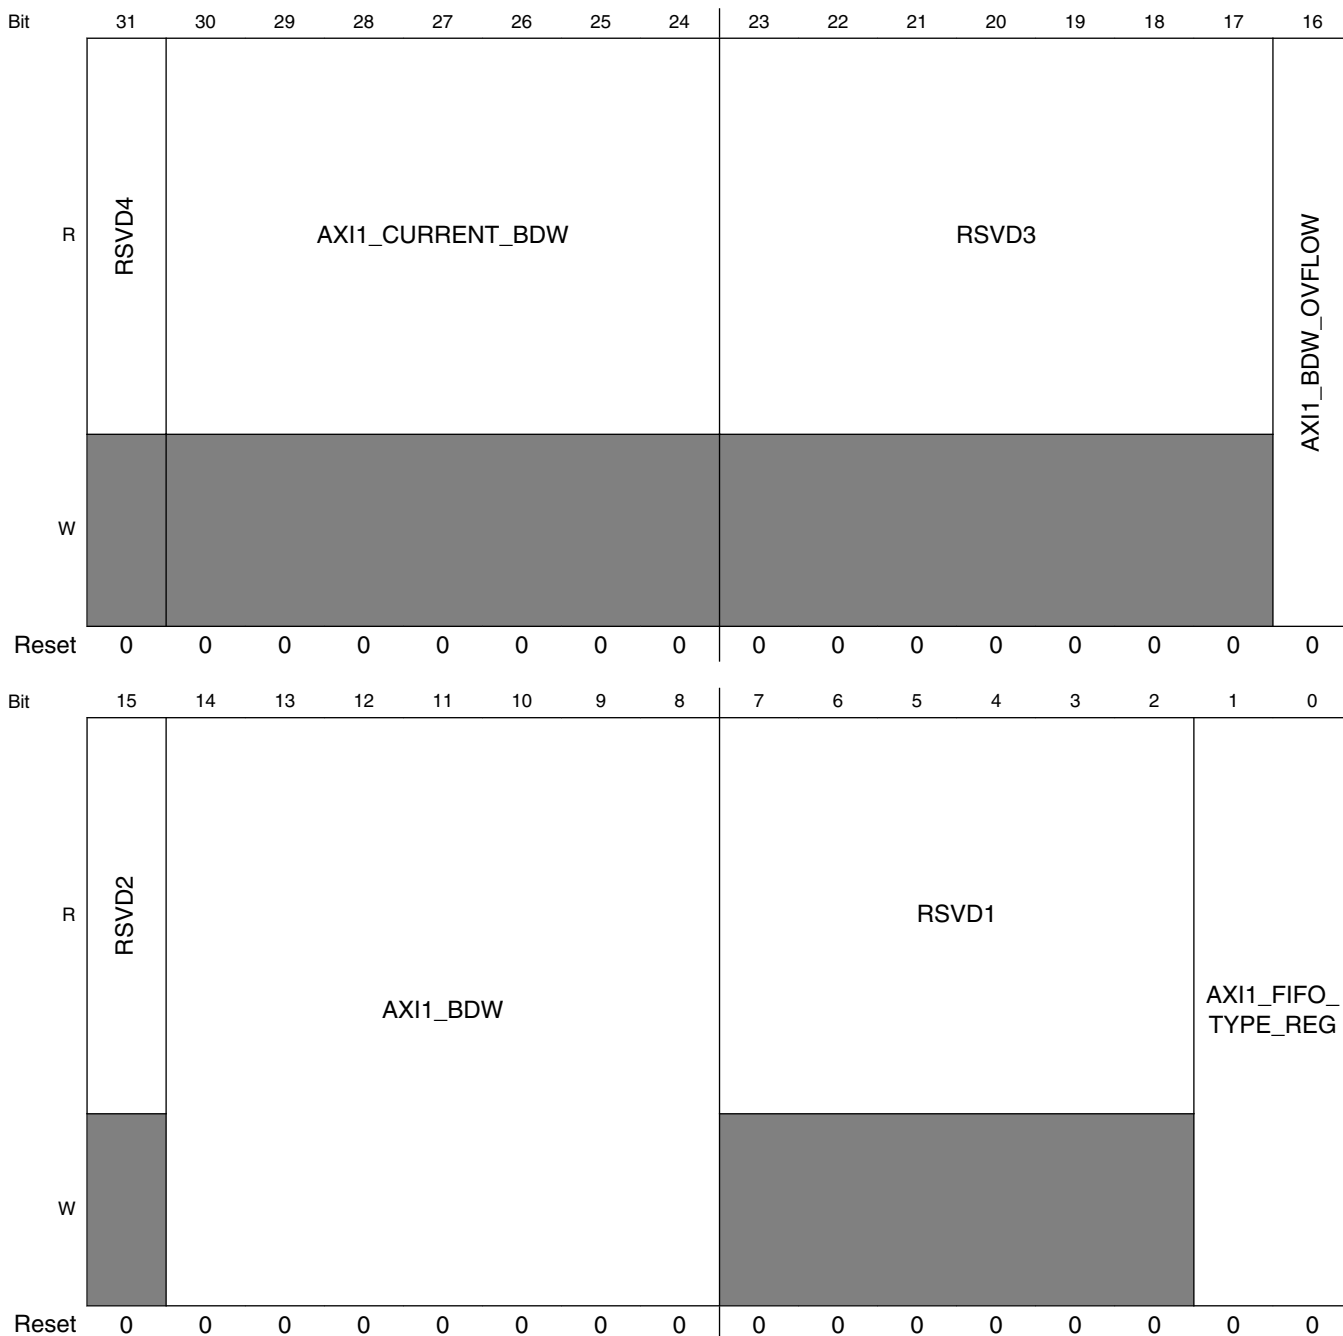 Bit 31 30 29 28 27 26 25 24 23 22 21 20 19 18 17 16
R RSVD4 AXI1_CURRENT_BDW RSVD3 AXI1_BDW_OVFLOW
W
Reset 0 0 0 0 0 0 0 0 0 0 0 0 0 0 0 0
Bit 15 14 13 12 11 10 9 8 7 6 5 4 3 2 1 0
R RSVD2 RSVD1
AXI1_BDW AXI1_FIFO_
TYPE_REG
W
Reset 0 0 0 0 0 0 0 0 0 0 0 0 0 0 0 0